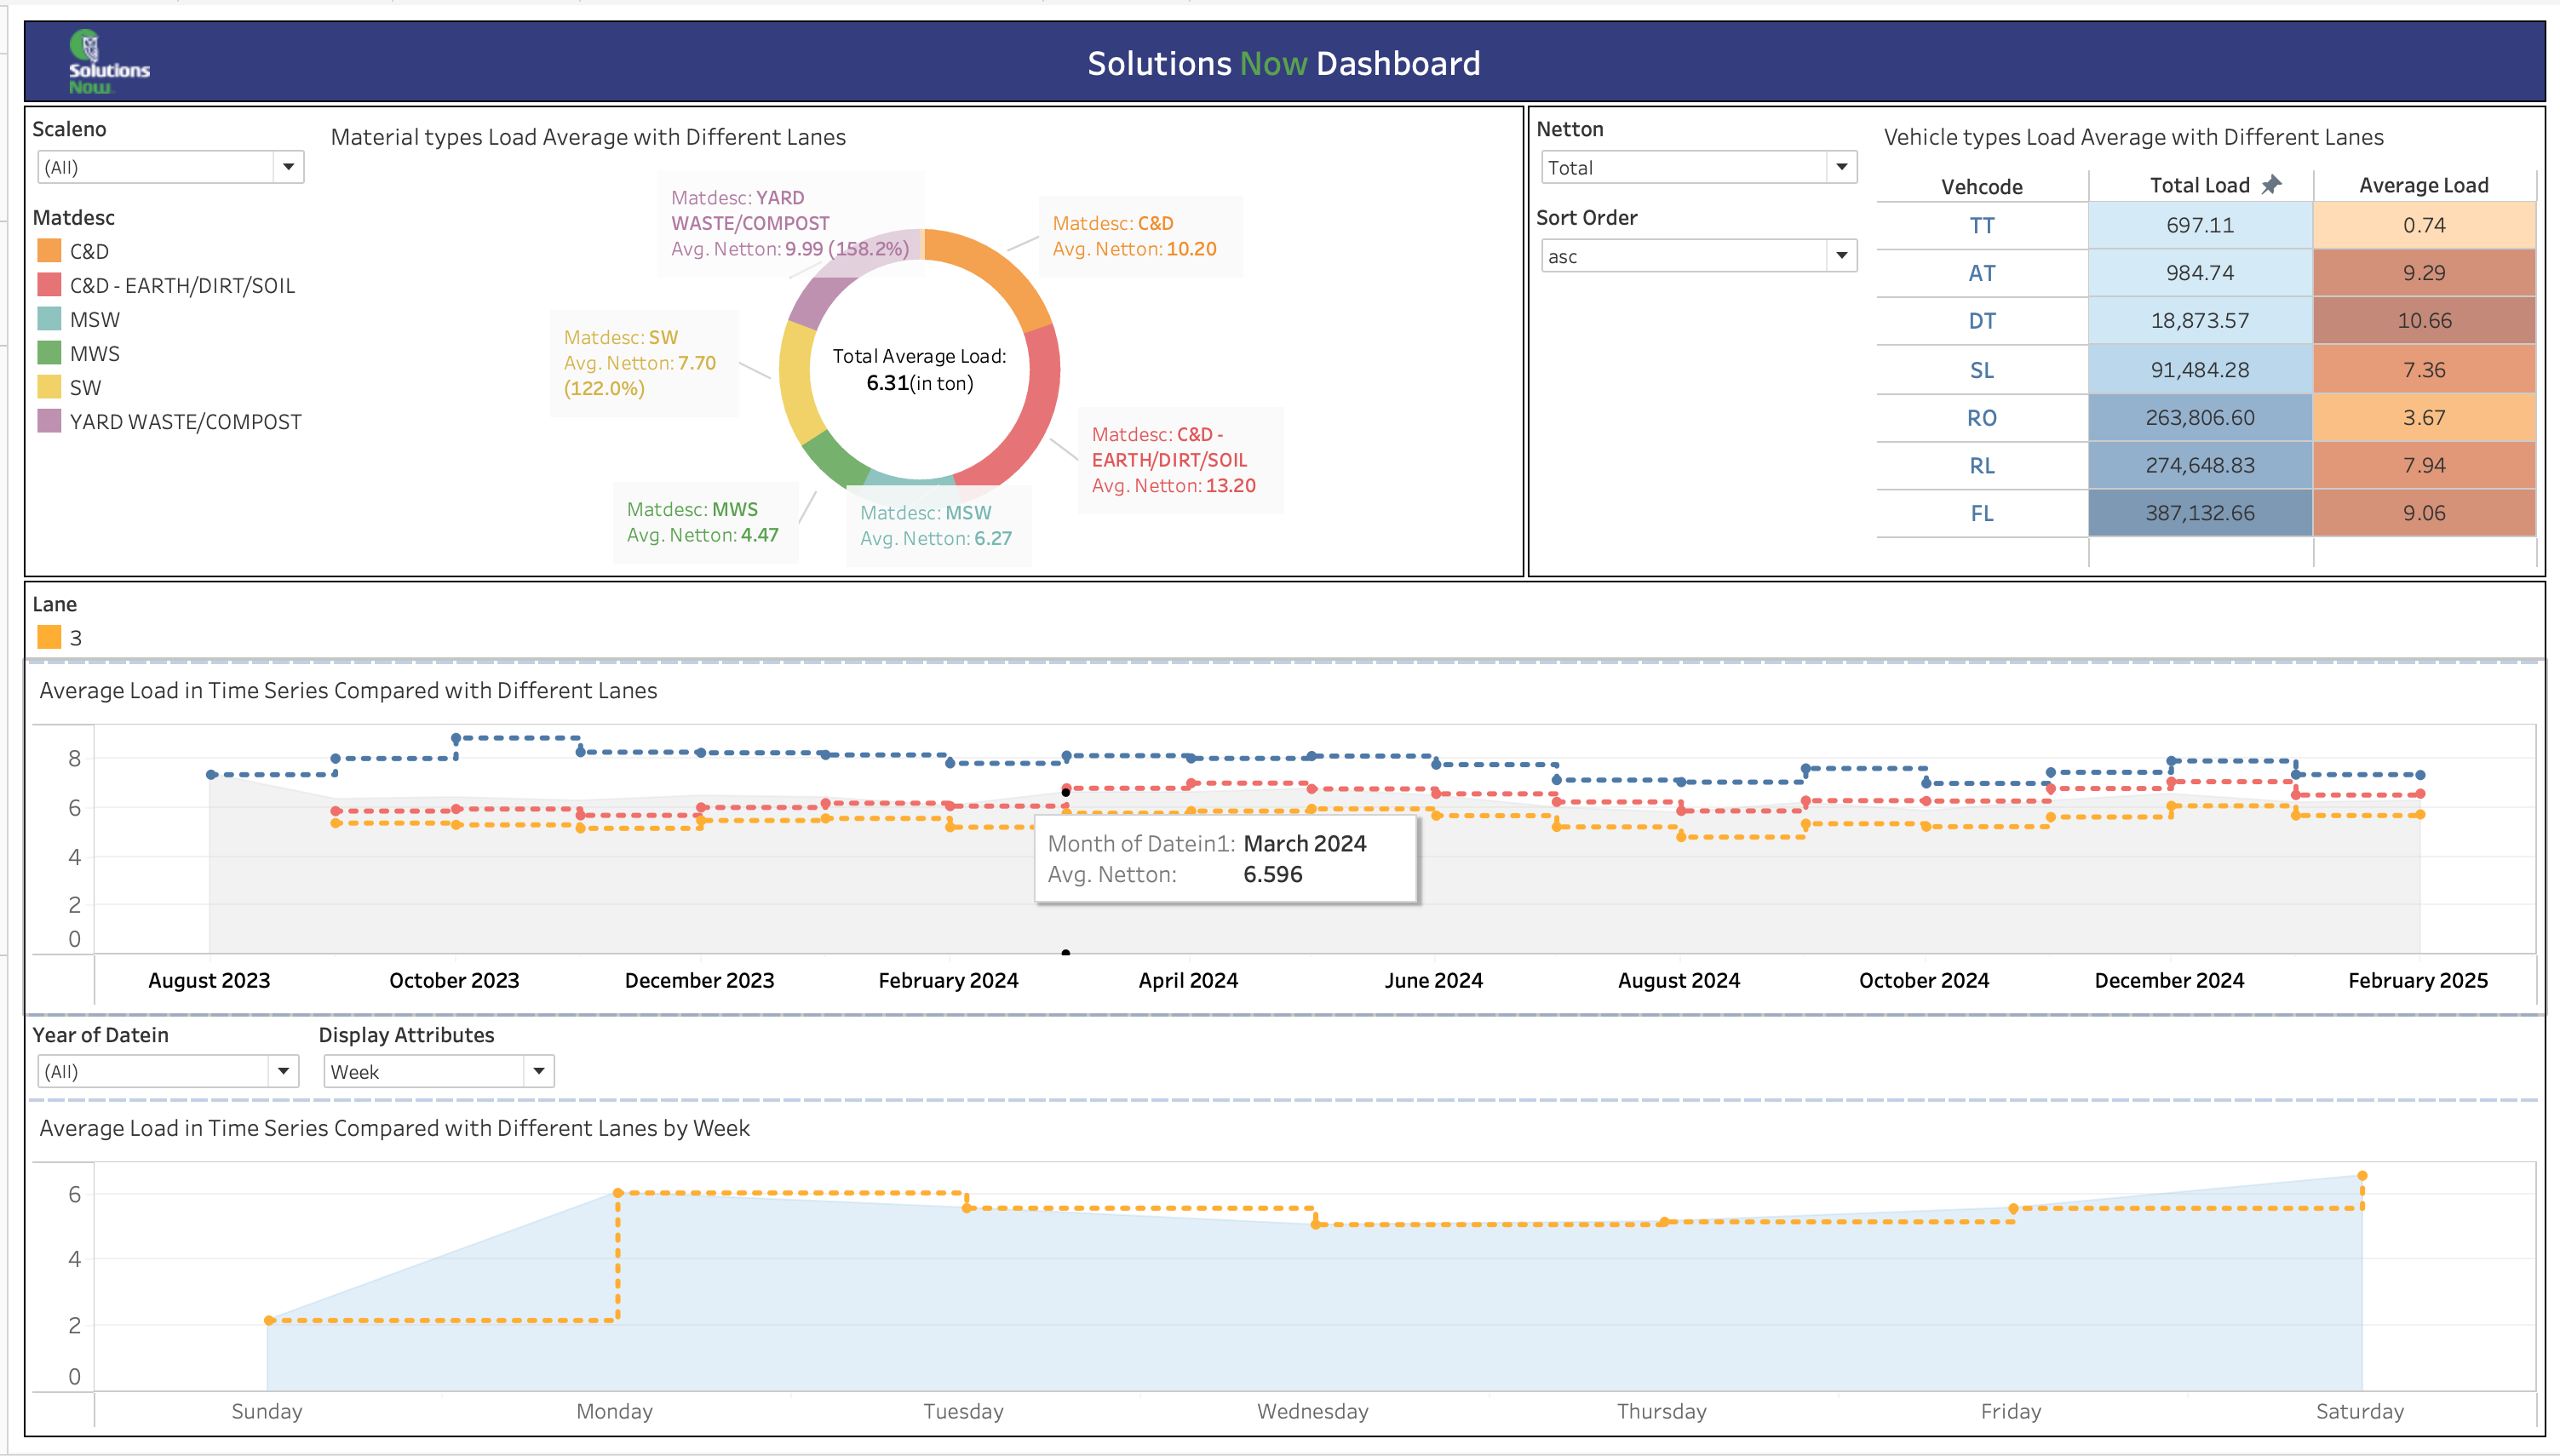 Solutions
Now
Solutions Now Dashboard
Scaleno
(All)
Matdesc
C&D
C&D - EARTH/DIRT/SOIL
MSW
MWS
SW
YARD WASTE/COMPOST
Material types Load Average with Different Lanes
Matdesc: YARD
WASTE/COMPOST
Avg. Netton: 9.99 (158.2%)
Matdesc: C&D
Avg. Netton: 10.20
Matdesc: SW
Avg. Netton: 7.70
(122.0%)
Total Average Load:
6.31(in ton)
Matdesc: C&D -
EARTH/DIRT/SOIL
Avg. Netton: 13.20
Matdesc: MWS
Avg. Netton: 4.47
Matdesc: MSW
Avg. Netton: 6.27
Netton
Total
Sort Order
asc
Vehicle types Load Average with Different Lanes
Vehcode Total Load Average Load
TT 697.11 0.74
AT 984.74 9.29
DT 18,873.57 10.66
SL 91,484.28 7.36
RO 263,806.60 3.67
RL 274,648.83 7.94
FL 387,132.66 9.06
Lane
3
Average Load in Time Series Compared with Different Lanes
8
6
4
2
0
Month of Datein1: March 2024
Avg. Netton: 6.596
August 2023 October 2023 December 2023 February 2024 April 2024 June 2024 August 2024 October 2024 December 2024 February 2025
Year of Datein Display Attributes
(All) Week
Average Load in Time Series Compared with Different Lanes by Week
6
4
2
0
Sunday Monday Tuesday Wednesday Thursday Friday Saturday